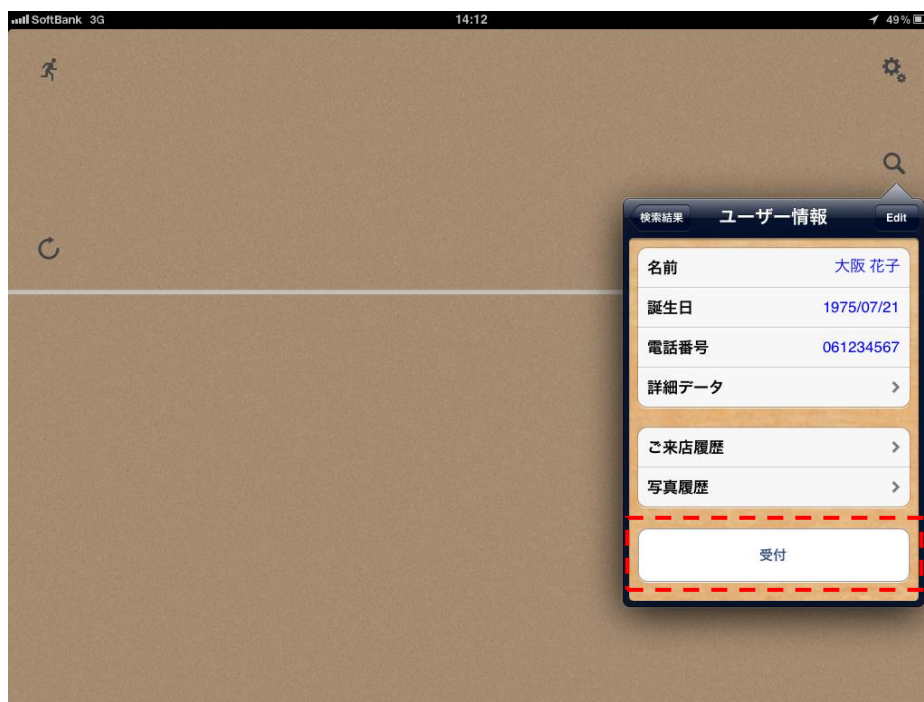 SoftBank 3G 14:12 49%
検索結果 ユーザー情報 Edit
名前 大阪 花子
誕生日 1975/07/21
電話番号 061234567
詳細データ
ご来店履歴
写真履歴
受付